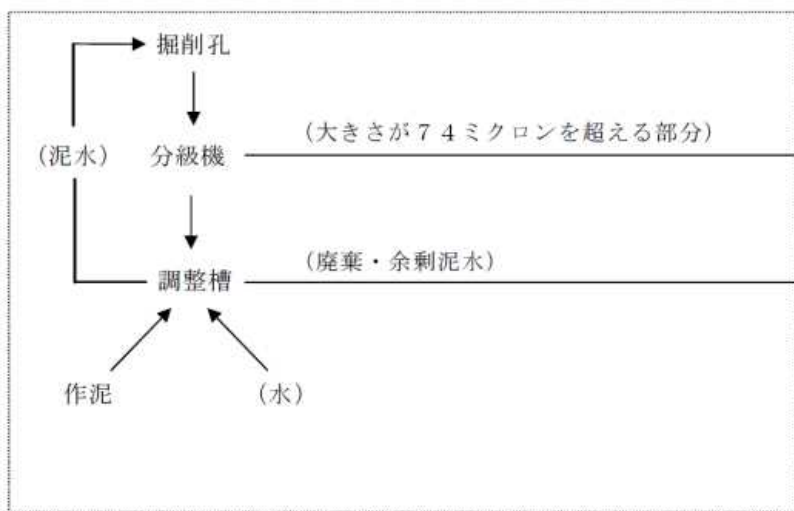 掘削孔
(大きさが74ミクロンを超える部分)
(泥水)
分級機
(廃棄・余剰泥水)
調整槽
作泥
(水)